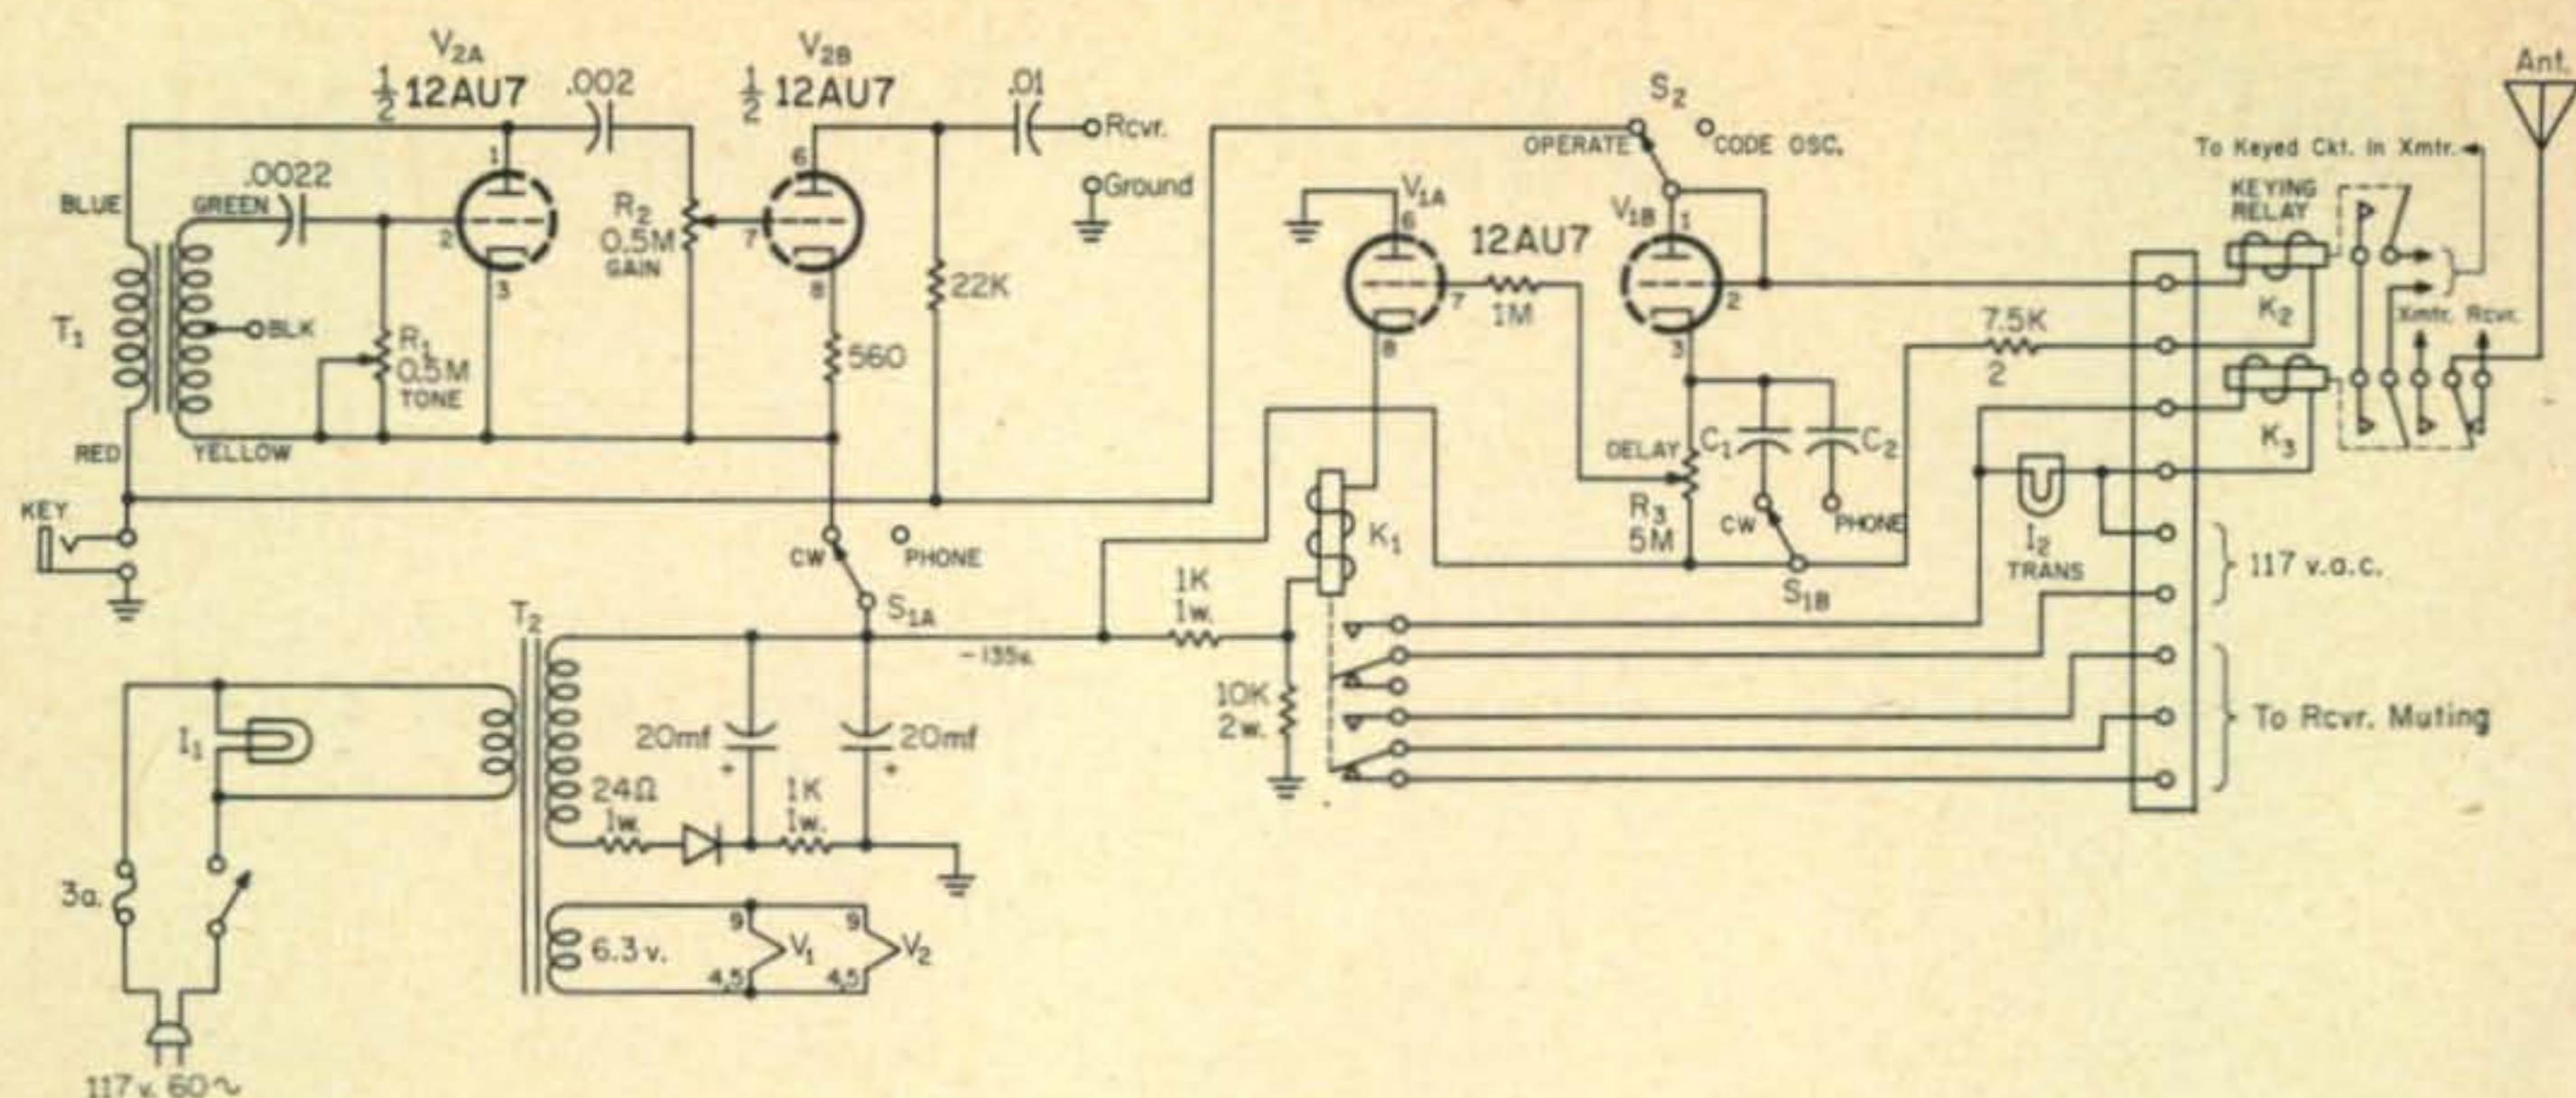 V2A
½ 12AU7
.002
V2B
½ 12AU7
.01
Rcvr.
Ground
S2
OPERATE
CODE OSC.
Ant.
To Keyed Ckt. In Xmtr.
KEYING
RELAY
BLUE
GREEN
.0022
1
2
3
R2
0.5M
GAIN
6
7
8
22K
V1A
6
7
8
12AU7
1M
V1B
1
2
3
K2
Xmtr. Rcvr.
T1
BLK
R1
0.5M
TONE
560
7.5K
2
RED
YELLOW
DELAY
C1
C2
K3
KEY
CW
PHONE
S1A
K1
R3
5M
CW
PHONE
S1B
I2
TRANS
117 v.a.c.
T2
-135v.
1K
1w.
10K
2w.
To Rcvr. Muting
I1
20mf
+
20mf
+
24Ω
1w.
1K
1w.
3a.
6.3v.
9
4,5
V1
9
4,5
V2
117 v. 60~